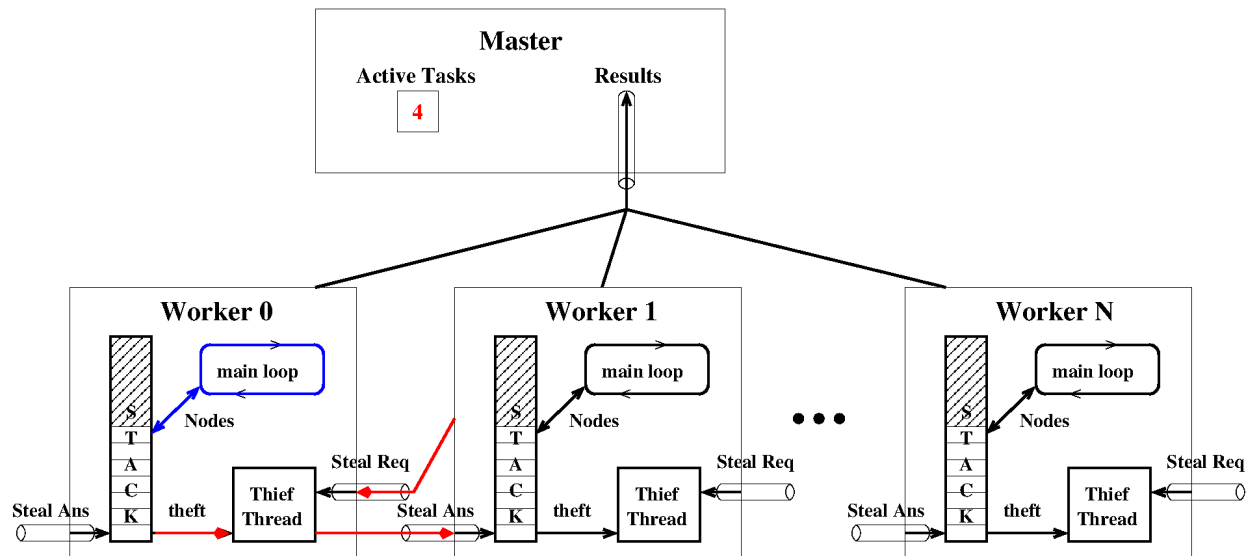 Master
Active Tasks
Results
4
Worker 0
Worker 1
Worker N
main loop
main loop
main loop
S
T
A
C
K
S
T
A
C
K
S
T
A
C
K
Nodes
Nodes
Nodes
Steal Req
Steal Req
Steal Req
Steal Ans
theft
Thief
Thread
Steal Ans
theft
Thief
Thread
Steal Ans
theft
Thief
Thread